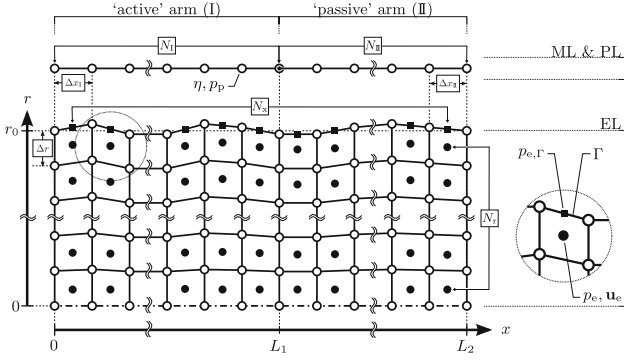 'active' arm (I) 'passive' arm (II)
N_I N_II ML & PL
Δx_I η, p_p Δx_II
r N_x
r_0 EL
Δr p_{e,Γ} Γ
N_r
0 p_e, u_e
0 L_1 L_2 x